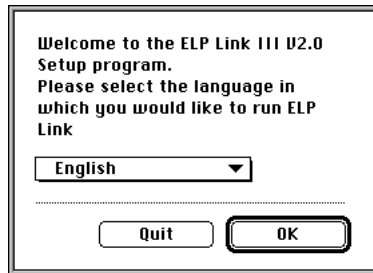 Welcome to the ELP Link III V2.0
Setup program.
Please select the language in
which you would like to run ELP
Link
English
Quit
OK